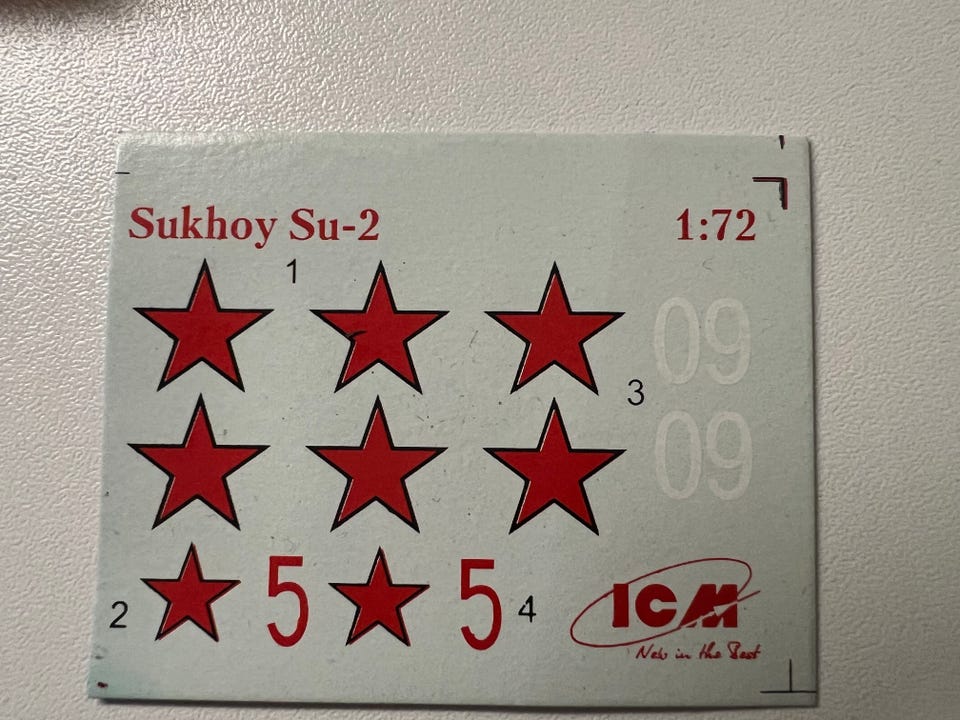 Sukhoy Su-2 1:72
1
09
3
09
2 5 5 4
ICM
New in the Best